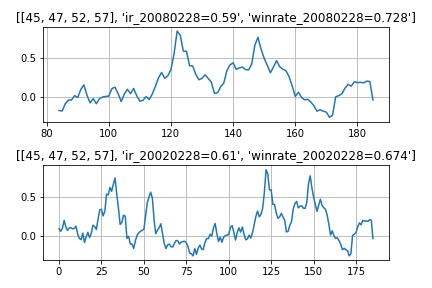 [[45, 47, 52, 57], 'ir_20080228=0.59', 'winrate_20080228=0.728']
0.5
0.0
80 100 120 140 160 180
[[45, 47, 52, 57], 'ir_20020228=0.61', 'winrate_20020228=0.674']
0.5
0.0
0 25 50 75 100 125 150 175